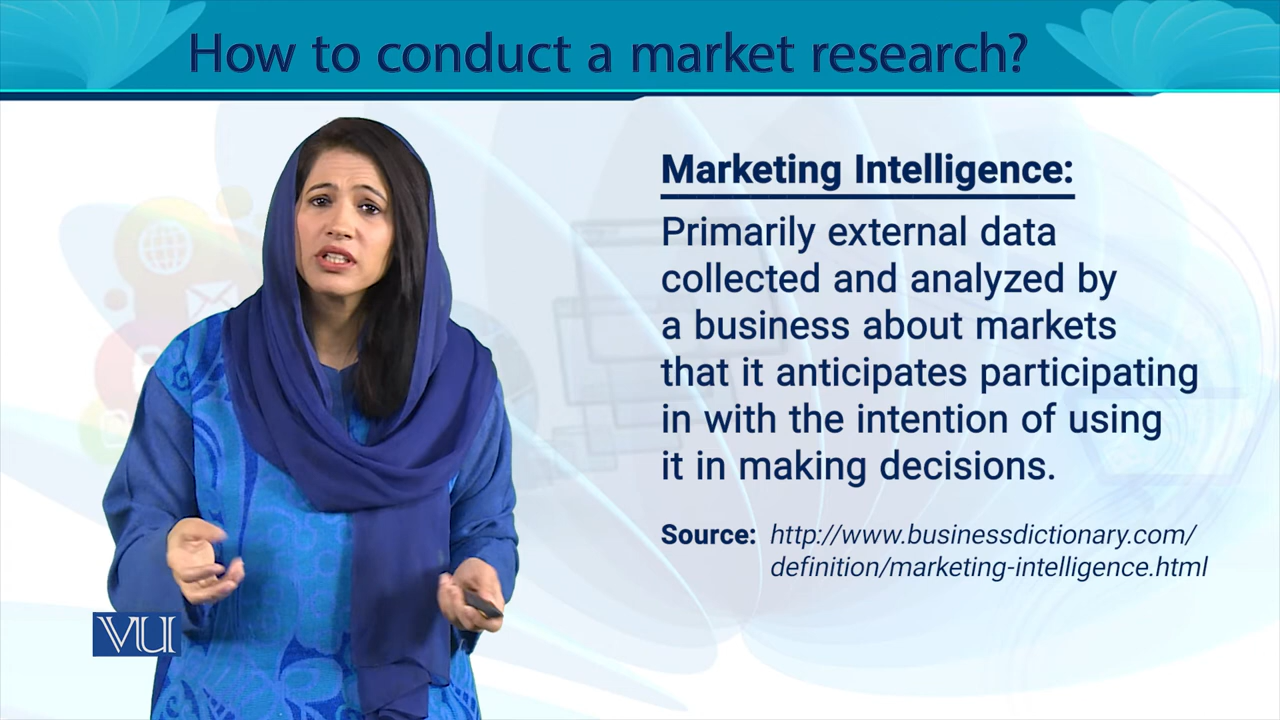 How to conduct a market research?
Marketing Intelligence:
Primarily external data
collected and analyzed by
a business about markets
that it anticipates participating
in with the intention of using
it in making decisions.
Source: http://www.businessdictionary.com/
definition/marketing-intelligence.html
VU